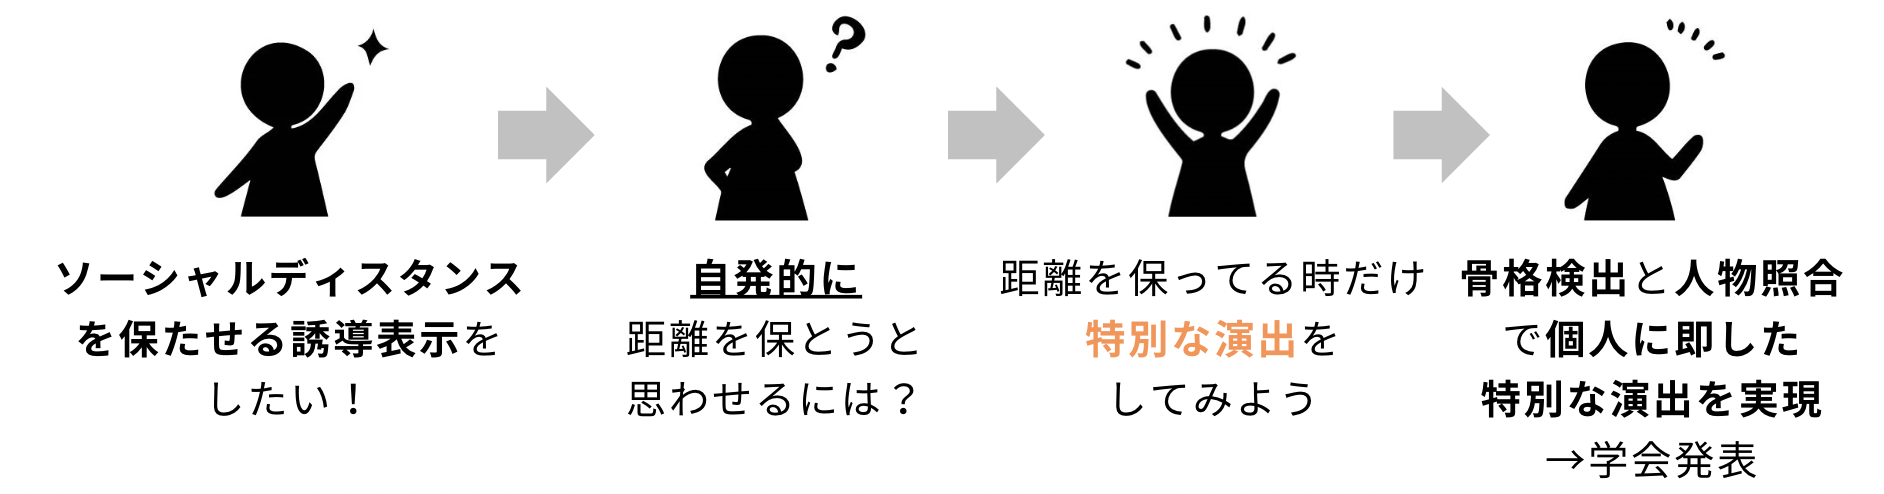 ソーシャルディスタンス
を保たせる誘導表示を
したい！
自発的に
距離を保とうと
思わせるには？
距離を保ってる時だけ
特別な演出を
してみよう
骨格検出と人物照合
で個人に即した
特別な演出を実現
→学会発表